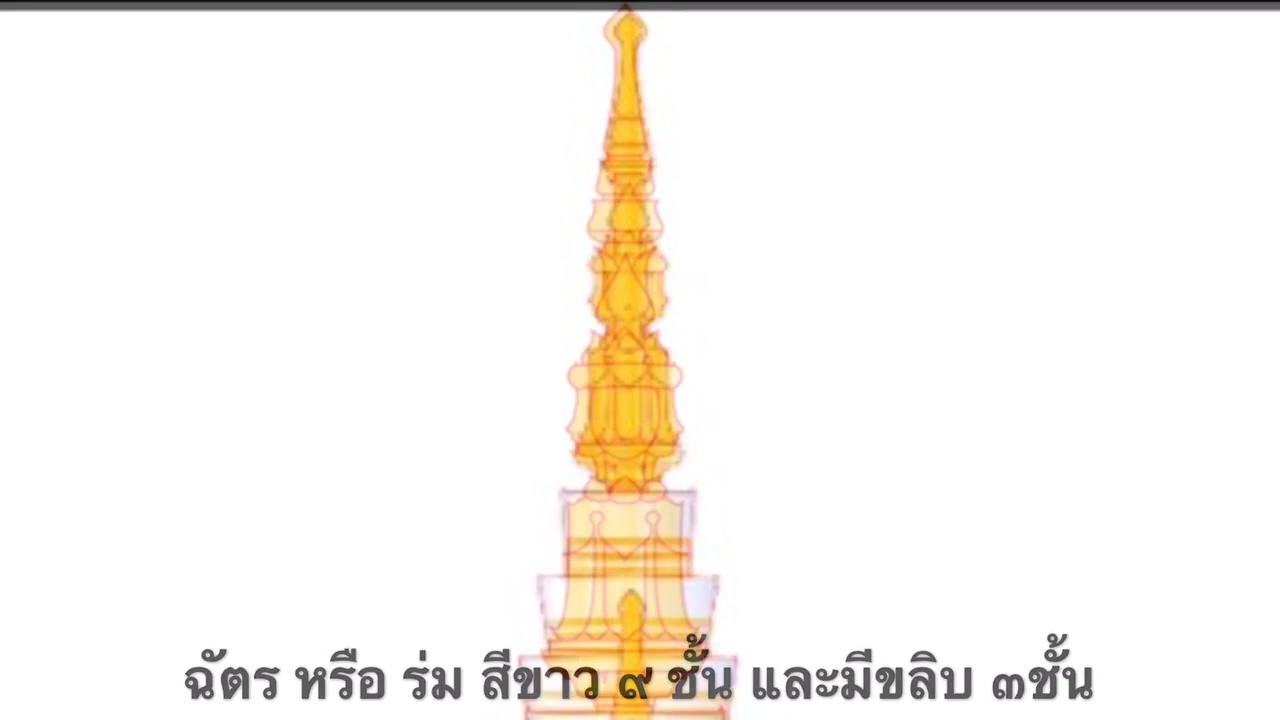 ฉัตร หรือ ร่ม สีขาว ๙ ชั้น และมีขลิบ ๓ชั้น